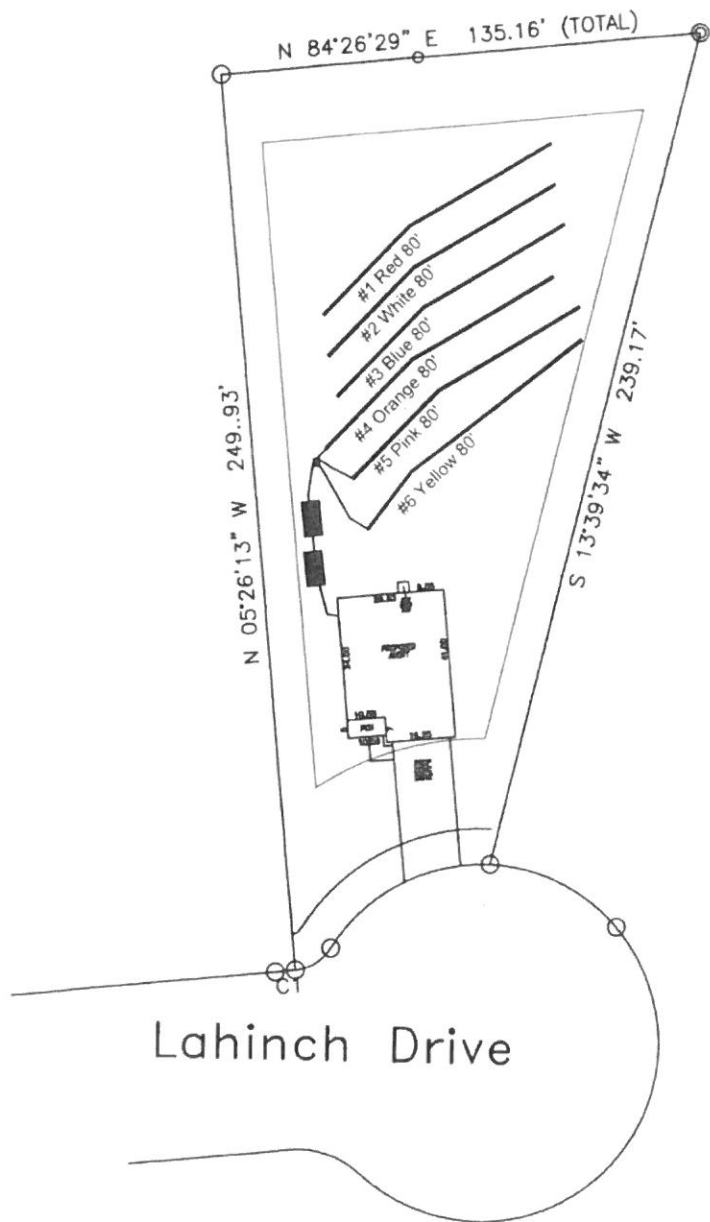 N 84°26'29" E 135.16' (TOTAL)
#1 Red 80'
#2 White 80'
#3 Blue 80'
#4 Orange 80'
#5 Pink 80'
#6 Yellow 80'
N 05°26'13" W 249..93'
S 13°39'34" W 239.17'
C1
Lahinch Drive